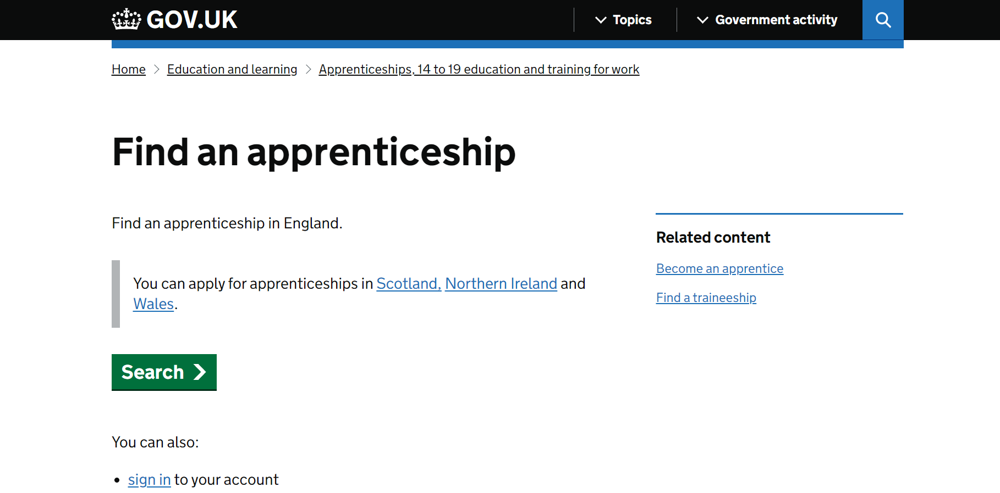 GOV.UK
Topics
Government activity
Home
Education and learning
Apprenticeships, 14 to 19 education and training for work
Find an apprenticeship
Find an apprenticeship in England.
You can apply for apprenticeships in Scotland, Northern Ireland and
Wales.
Search
You can also:
sign in to your account
Related content
Become an apprentice
Find a traineeship